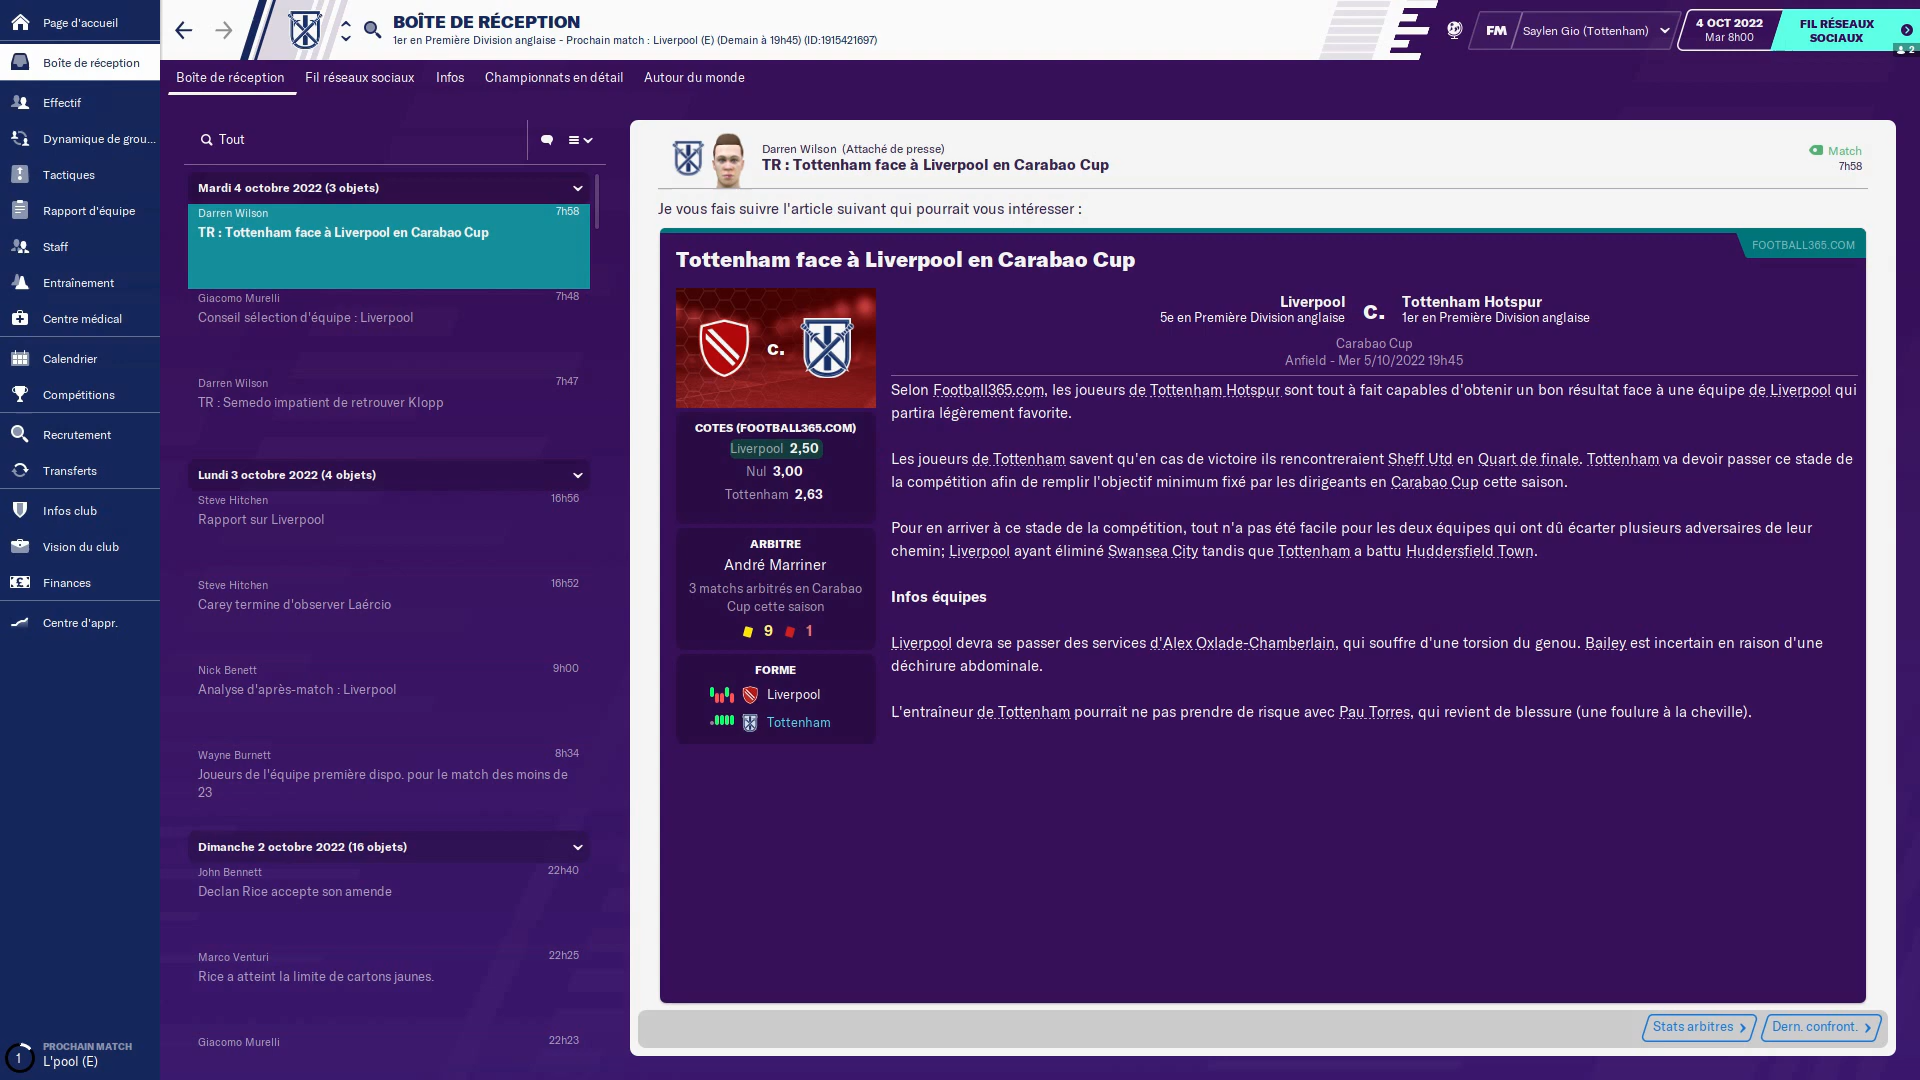 Page d'accueil
Boîte de réception
Effectif
Dynamique de grou...
Tactiques
Rapport d'équipe
Staff
Entraînement
Centre médical
Calendrier
Compétitions
Recrutement
Transferts
Infos club
Vision du club
Finances
Centre d'appr.
1
PROCHAIN MATCH
L'pool (E)
BOÎTE DE RÉCEPTION
1er en Première Division anglaise - Prochain match : Liverpool (E) (Demain à 19h45) (ID:1915421697)
FM
Saylen Gio (Tottenham)
4 OCT 2022
Mar 8h00
FIL RÉSEAUX
SOCIAUX
2
Boîte de réception Fil réseaux sociaux Infos Championnats en détail Autour du monde
Tout
Mardi 4 octobre 2022 (3 objets)
Darren Wilson 7h58
TR : Tottenham face à Liverpool en Carabao Cup
Giacomo Murelli 7h48
Conseil sélection d'équipe : Liverpool
Darren Wilson 7h47
TR : Semedo impatient de retrouver Klopp
Lundi 3 octobre 2022 (4 objets)
Steve Hitchen 16h56
Rapport sur Liverpool
Steve Hitchen 16h52
Carey termine d'observer Laércio
Nick Benett 9h00
Analyse d'après-match : Liverpool
Wayne Burnett 8h34
Joueurs de l'équipe première dispo. pour le match des moins de
23
Dimanche 2 octobre 2022 (16 objets)
John Bennett 22h40
Declan Rice accepte son amende
Marco Venturi 22h25
Rice a atteint la limite de cartons jaunes.
Giacomo Murelli 22h23
Darren Wilson (Attaché de presse)
TR : Tottenham face à Liverpool en Carabao Cup
Match
7h58
Je vous fais suivre l'article suivant qui pourrait vous intéresser :
FOOTBALL365.COM
Tottenham face à Liverpool en Carabao Cup
c.
COTES (FOOTBALL365.COM)
Liverpool 2,50
Nul 3,00
Tottenham 2,63
ARBITRE
André Marriner
3 matchs arbitrés en Carabao
Cup cette saison
9 1
FORME
Liverpool
Tottenham
Liverpool c. Tottenham Hotspur
5e en Première Division anglaise 1er en Première Division anglaise
Carabao Cup
Anfield - Mer 5/10/2022 19h45
Selon Football365.com, les joueurs de Tottenham Hotspur sont tout à fait capables d'obtenir un bon résultat face à une équipe de Liverpool qui
partira légèrement favorite.
Les joueurs de Tottenham savent qu'en cas de victoire ils rencontreraient Sheff Utd en Quart de finale. Tottenham va devoir passer ce stade de
la compétition afin de remplir l'objectif minimum fixé par les dirigeants en Carabao Cup cette saison.
Pour en arriver à ce stade de la compétition, tout n'a pas été facile pour les deux équipes qui ont dû écarter plusieurs adversaires de leur
chemin; Liverpool ayant éliminé Swansea City tandis que Tottenham a battu Huddersfield Town.
Infos équipes
Liverpool devra se passer des services d'Alex Oxlade-Chamberlain, qui souffre d'une torsion du genou. Bailey est incertain en raison d'une
déchirure abdominale.
L'entraîneur de Tottenham pourrait ne pas prendre de risque avec Pau Torres, qui revient de blessure (une foulure à la cheville).
Stats arbitres
Dern. confront.